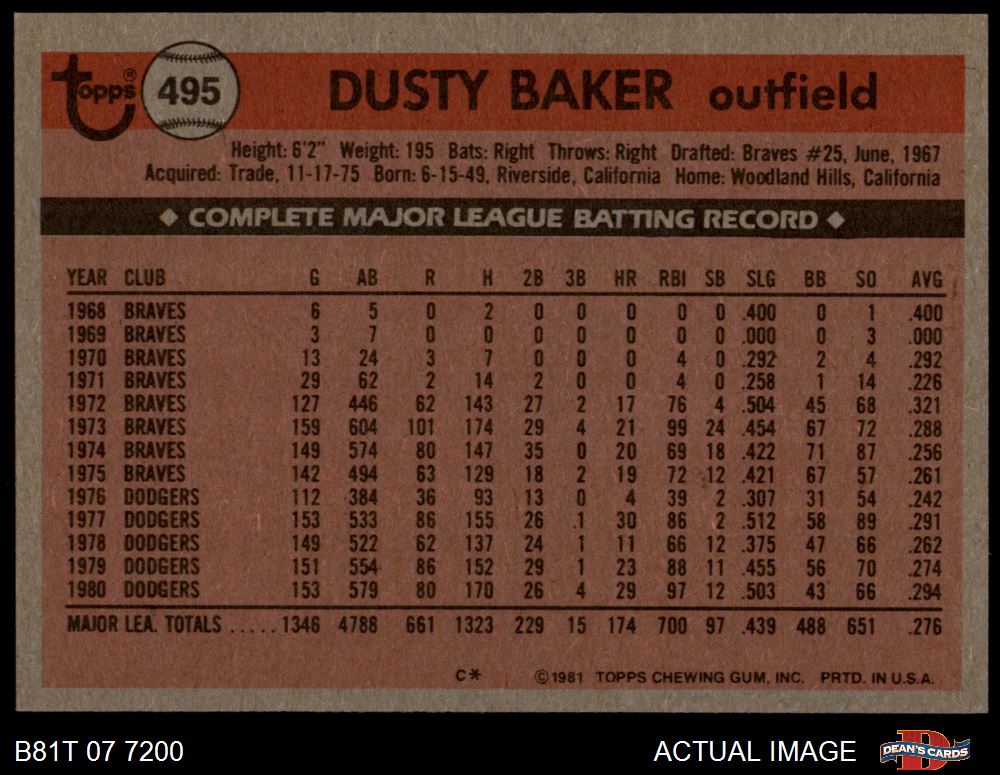 topps® 495 DUSTY BAKER outfield
Height: 6'2" Weight: 195 Bats: Right Throws: Right Drafted: Braves #25, June, 1967
Acquired: Trade, 11-17-75 Born: 6-15-49, Riverside, California Home: Woodland Hills, California
◆ COMPLETE MAJOR LEAGUE BATTING RECORD ◆
YEAR CLUB G AB R H 2B 3B HR RBI SB SLG BB SO AVG
1968 BRAVES 6 5 0 2 0 0 0 0 0 .400 0 1 .400
1969 BRAVES 3 7 0 0 0 0 0 0 0 .000 0 3 .000
1970 BRAVES 13 24 3 7 0 0 0 4 0 .292 2 4 .292
1971 BRAVES 29 62 2 14 2 0 0 4 0 .258 1 14 .226
1972 BRAVES 127 446 62 143 27 2 17 76 4 .504 45 68 .321
1973 BRAVES 159 604 101 174 29 4 21 99 24 .454 67 72 .288
1974 BRAVES 149 574 80 147 35 0 20 69 18 .422 71 87 .256
1975 BRAVES 142 494 63 129 18 2 19 72 12 .421 67 57 .261
1976 DODGERS 112 384 36 93 13 0 4 39 2 .307 31 54 .242
1977 DODGERS 153 533 86 155 26 1 30 86 2 .512 58 89 .291
1978 DODGERS 149 522 62 137 24 1 11 66 12 .375 47 66 .262
1979 DODGERS 151 554 86 152 29 1 23 88 11 .455 56 70 .274
1980 DODGERS 153 579 80 170 26 4 29 97 12 .503 43 66 .294
MAJOR LEA. TOTALS ..... 1346 4788 661 1323 229 15 174 700 97 .439 488 651 .276
C* ©1981 TOPPS CHEWING GUM, INC. PRTD. IN U.S.A.
B81T 07 7200 ACTUAL IMAGE D DEAN'S CARDS